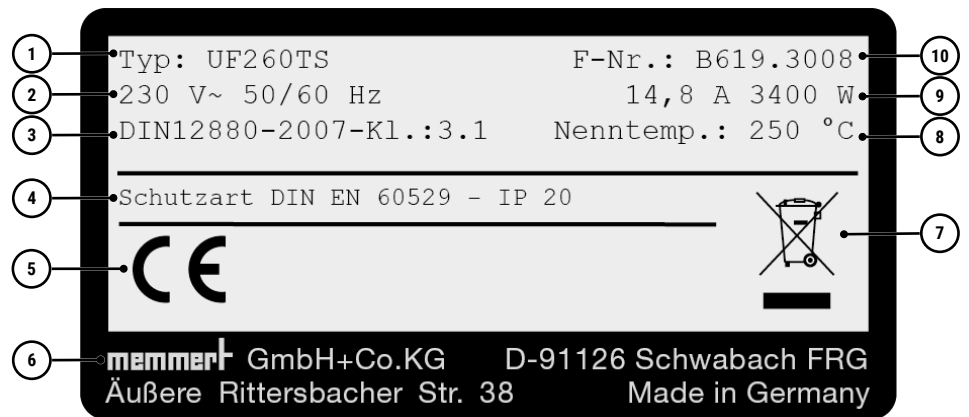 1 Typ: UF260TS F-Nr.: B619.3008 10
2 230 V~ 50/60 Hz 14,8 A 3400 W 9
3 DIN12880-2007-Kl.:3.1 Nenntemp.: 250 °C 8
4 Schutzart DIN EN 60529 - IP 20
7
5 CE
6 memmert GmbH+Co.KG D-91126 Schwabach FRG
Äußere Rittersbacher Str. 38 Made in Germany